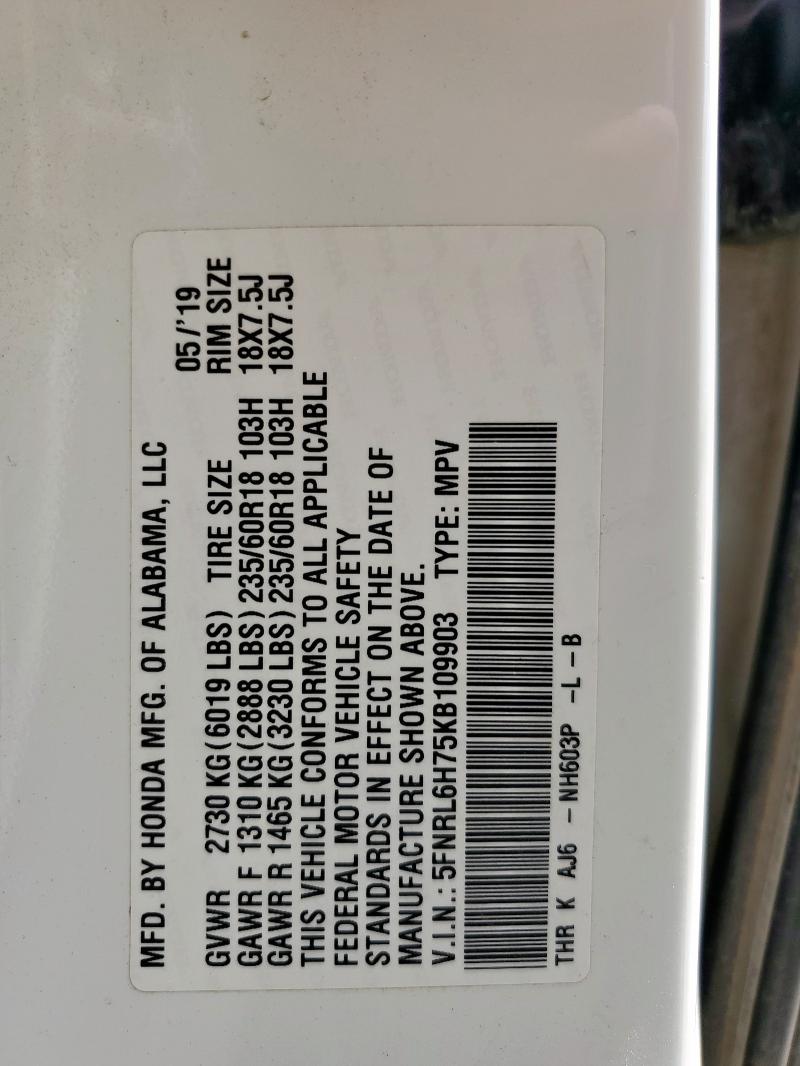 MFD. BY HONDA MFG. OF ALABAMA, LLC
05/'19
GVWR 2730 KG(6019 LBS) TIRE SIZE RIM SIZE
GAWR F 1310 KG(2888 LBS) 235/60R18 103H 18X7.5J
GAWR R 1465 KG(3230 LBS) 235/60R18 103H 18X7.5J
THIS VEHICLE CONFORMS TO ALL APPLICABLE
FEDERAL MOTOR VEHICLE SAFETY
STANDARDS IN EFFECT ON THE DATE OF
MANUFACTURE SHOWN ABOVE.
V.I.N.: 5FNRL6H75KB109903 TYPE: MPV
THR K AJ6 - NH603P -L-B